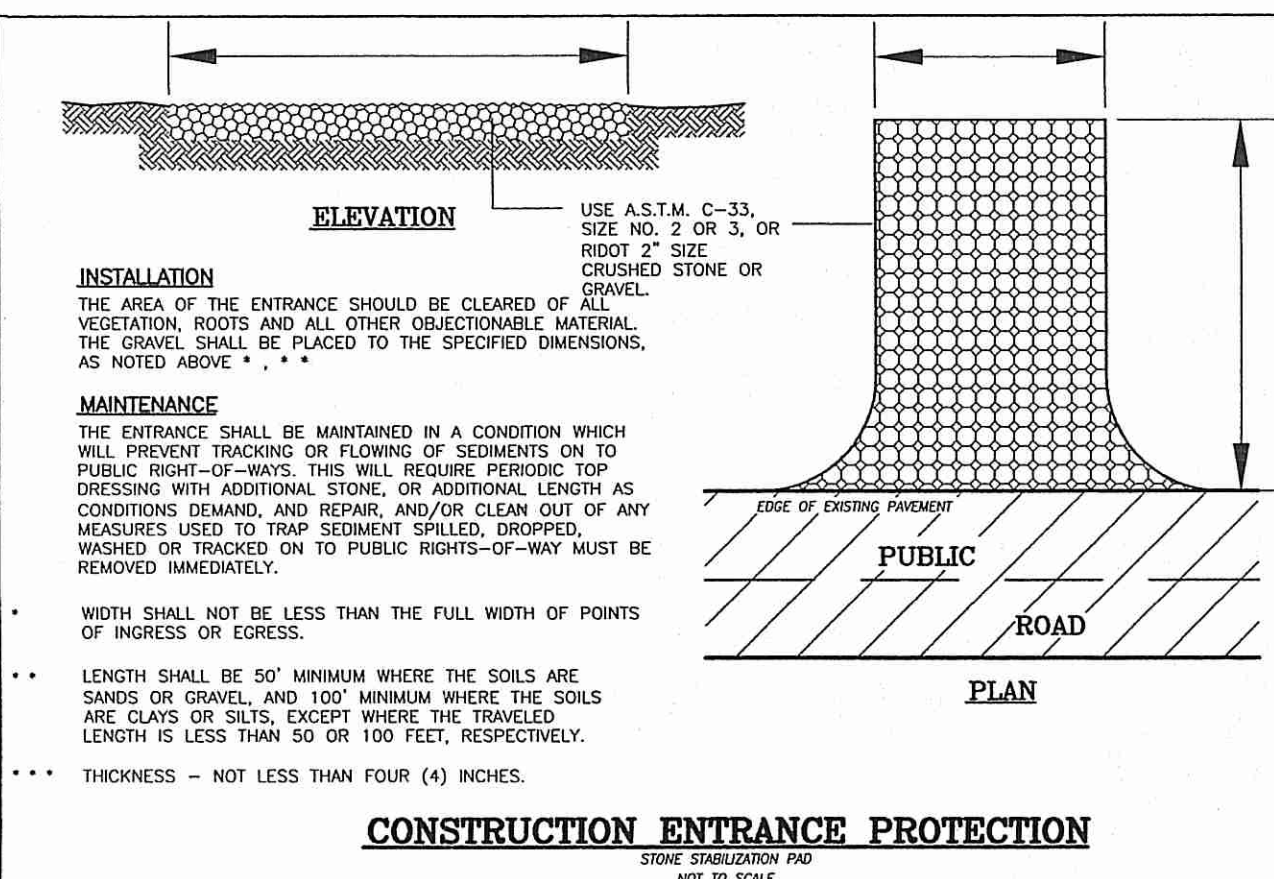 ELEVATION
USE A.S.T.M. C-33,
SIZE NO. 2 OR 3, OR
RIDOT 2" SIZE
CRUSHED STONE OR
GRAVEL.
INSTALLATION
THE AREA OF THE ENTRANCE SHOULD BE CLEARED OF ALL
VEGETATION, ROOTS AND ALL OTHER OBJECTIONABLE MATERIAL.
THE GRAVEL SHALL BE PLACED TO THE SPECIFIED DIMENSIONS,
AS NOTED ABOVE * , * *
MAINTENANCE
THE ENTRANCE SHALL BE MAINTAINED IN A CONDITION WHICH
WILL PREVENT TRACKING OR FLOWING OF SEDIMENTS ON TO
PUBLIC RIGHT-OF-WAYS. THIS WILL REQUIRE PERIODIC TOP
DRESSING WITH ADDITIONAL STONE, OR ADDITIONAL LENGTH AS
CONDITIONS DEMAND, AND REPAIR, AND/OR CLEAN OUT OF ANY
MEASURES USED TO TRAP SEDIMENT SPILLED, DROPPED,
WASHED OR TRACKED ON TO PUBLIC RIGHTS-OF-WAY MUST BE
REMOVED IMMEDIATELY.
* WIDTH SHALL NOT BE LESS THAN THE FULL WIDTH OF POINTS
OF INGRESS OR EGRESS.
* * LENGTH SHALL BE 50' MINIMUM WHERE THE SOILS ARE
SANDS OR GRAVEL, AND 100' MINIMUM WHERE THE SOILS
ARE CLAYS OR SILTS, EXCEPT WHERE THE TRAVELED
LENGTH IS LESS THAN 50 OR 100 FEET, RESPECTIVELY.
* * * THICKNESS – NOT LESS THAN FOUR (4) INCHES.
EDGE OF EXISTING PAVEMENT
PUBLIC
ROAD
PLAN
CONSTRUCTION ENTRANCE PROTECTION
STONE STABILIZATION PAD
NOT TO SCALE